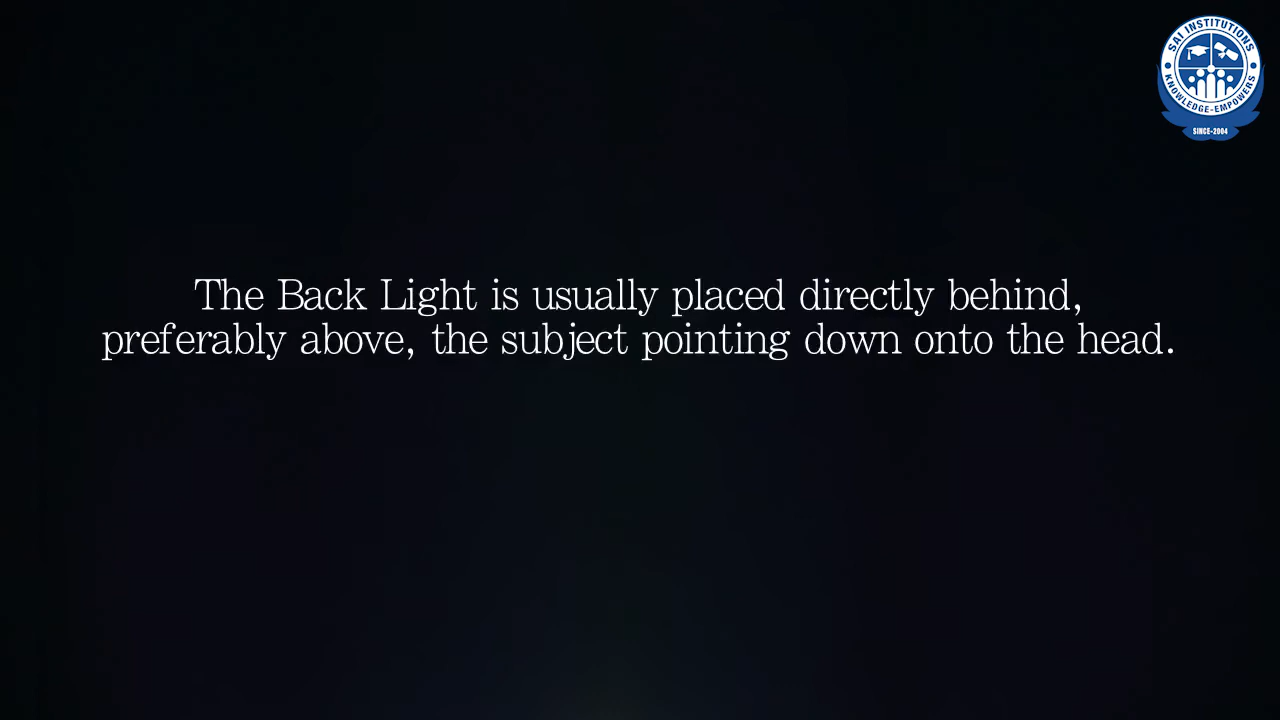 SAI INSTITUTIONS
KNOWLEDGE-EMPOWERS
SINCE-2004
The Back Light is usually placed directly behind,
preferably above, the subject pointing down onto the head.